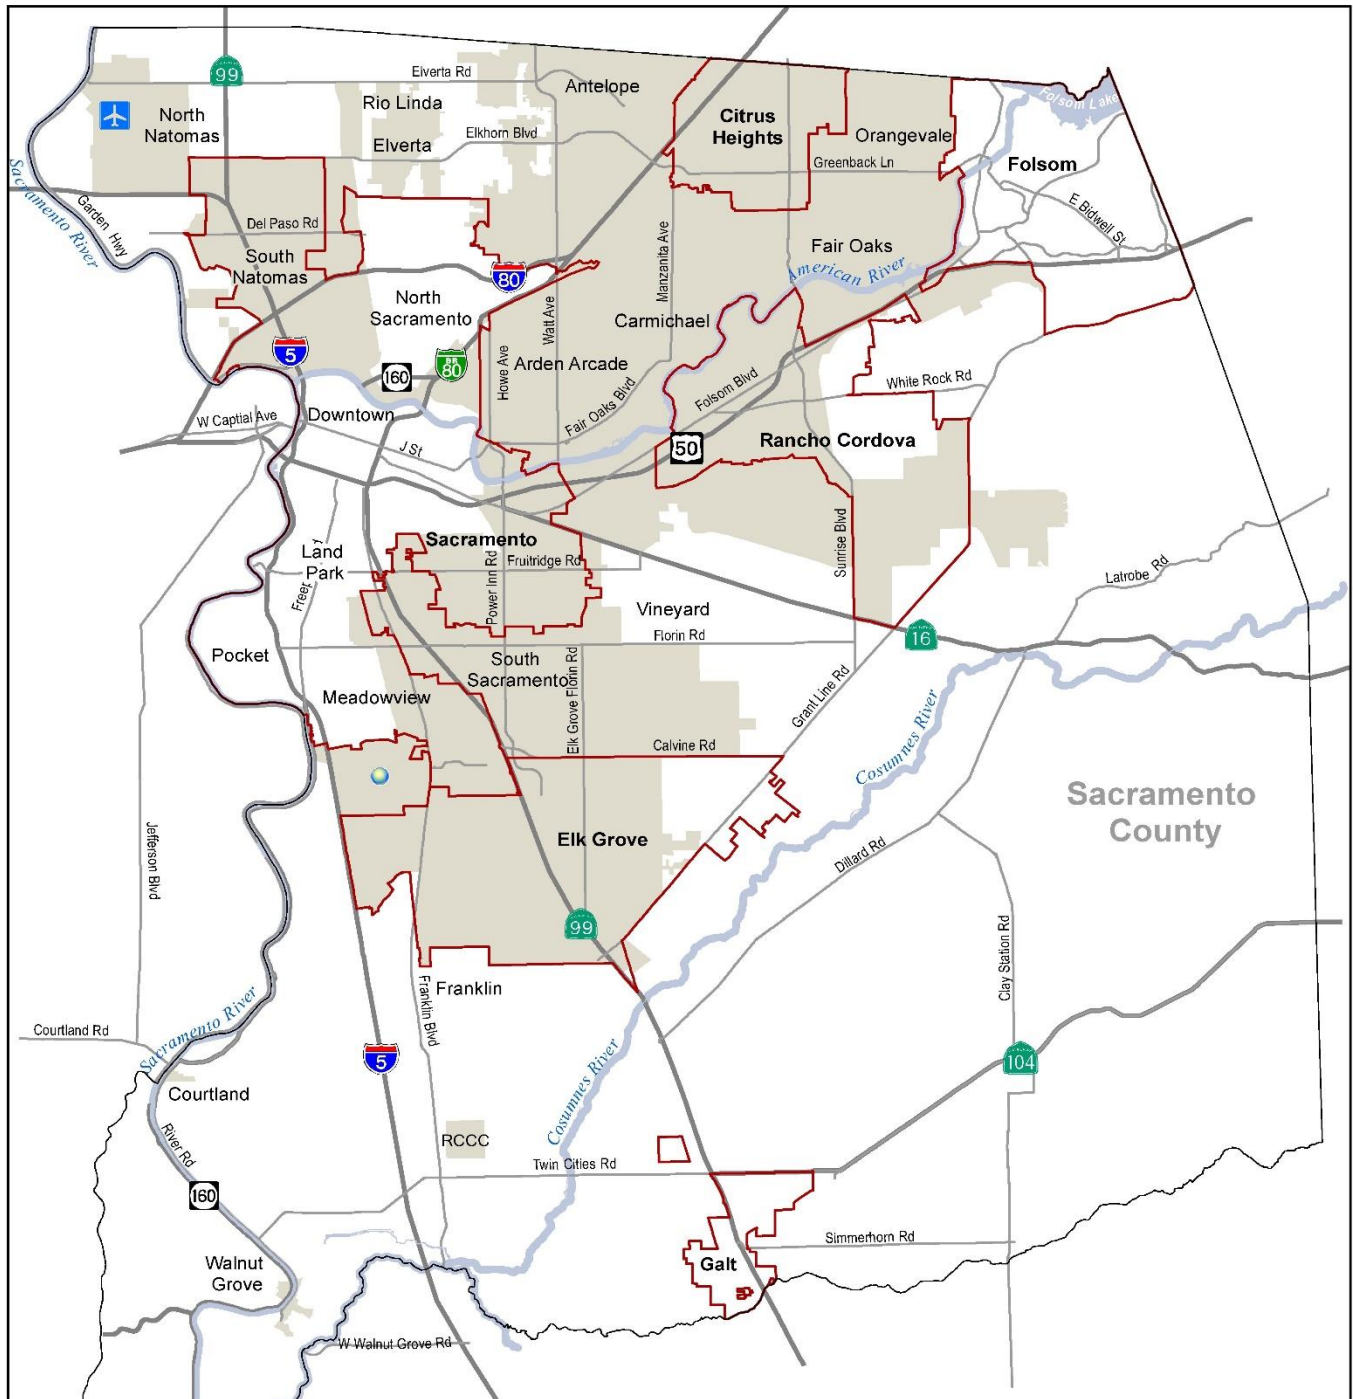 99
Elverta Rd
Antelope
Rio Linda
North
Natomas
Elkhorn Blvd
Elverta
Citrus
Heights
Orangevale
Greenback Ln
Folsom Lake
Folsom
E Bidwell St
Sacramento River
Garden Hwy
Del Paso Rd
South
Natomas
80
North
Sacramento
Watt Ave
Manzanita Ave
Fair Oaks
American River
Carmichael
5
BR
80
160
Howe Ave
Arden Arcade
Fair Oaks Blvd
Folsom Blvd
White Rock Rd
W Captial Ave
Downtown
J St
50
Rancho Cordova
Sacramento
Land
Park
Fruitridge Rd
Power Inn Rd
Sunrise Blvd
Latrobe Rd
Vineyard
Florin Rd
16
Pocket
South
Sacramento
Elk Grove Florin Rd
Meadowview
Grant Line Rd
Calvine Rd
Cosumnes River
Sacramento
County
Jefferson Blvd
Elk Grove
Dillard Rd
99
Clay Station Rd
Franklin
Franklin Blvd
Sacramento River
Courtland Rd
5
104
Courtland
Cosumnes River
River Rd
RCCC
Twin Cities Rd
160
Simmerhorn Rd
Walnut
Grove
Galt
W Walnut Grove Rd